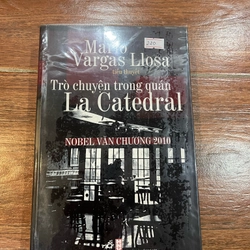 Mario
Vargas Llosa
Tiểu thuyết
Trò chuyện trong quán
La Catedral
NOBEL VĂN CHƯƠNG 2010